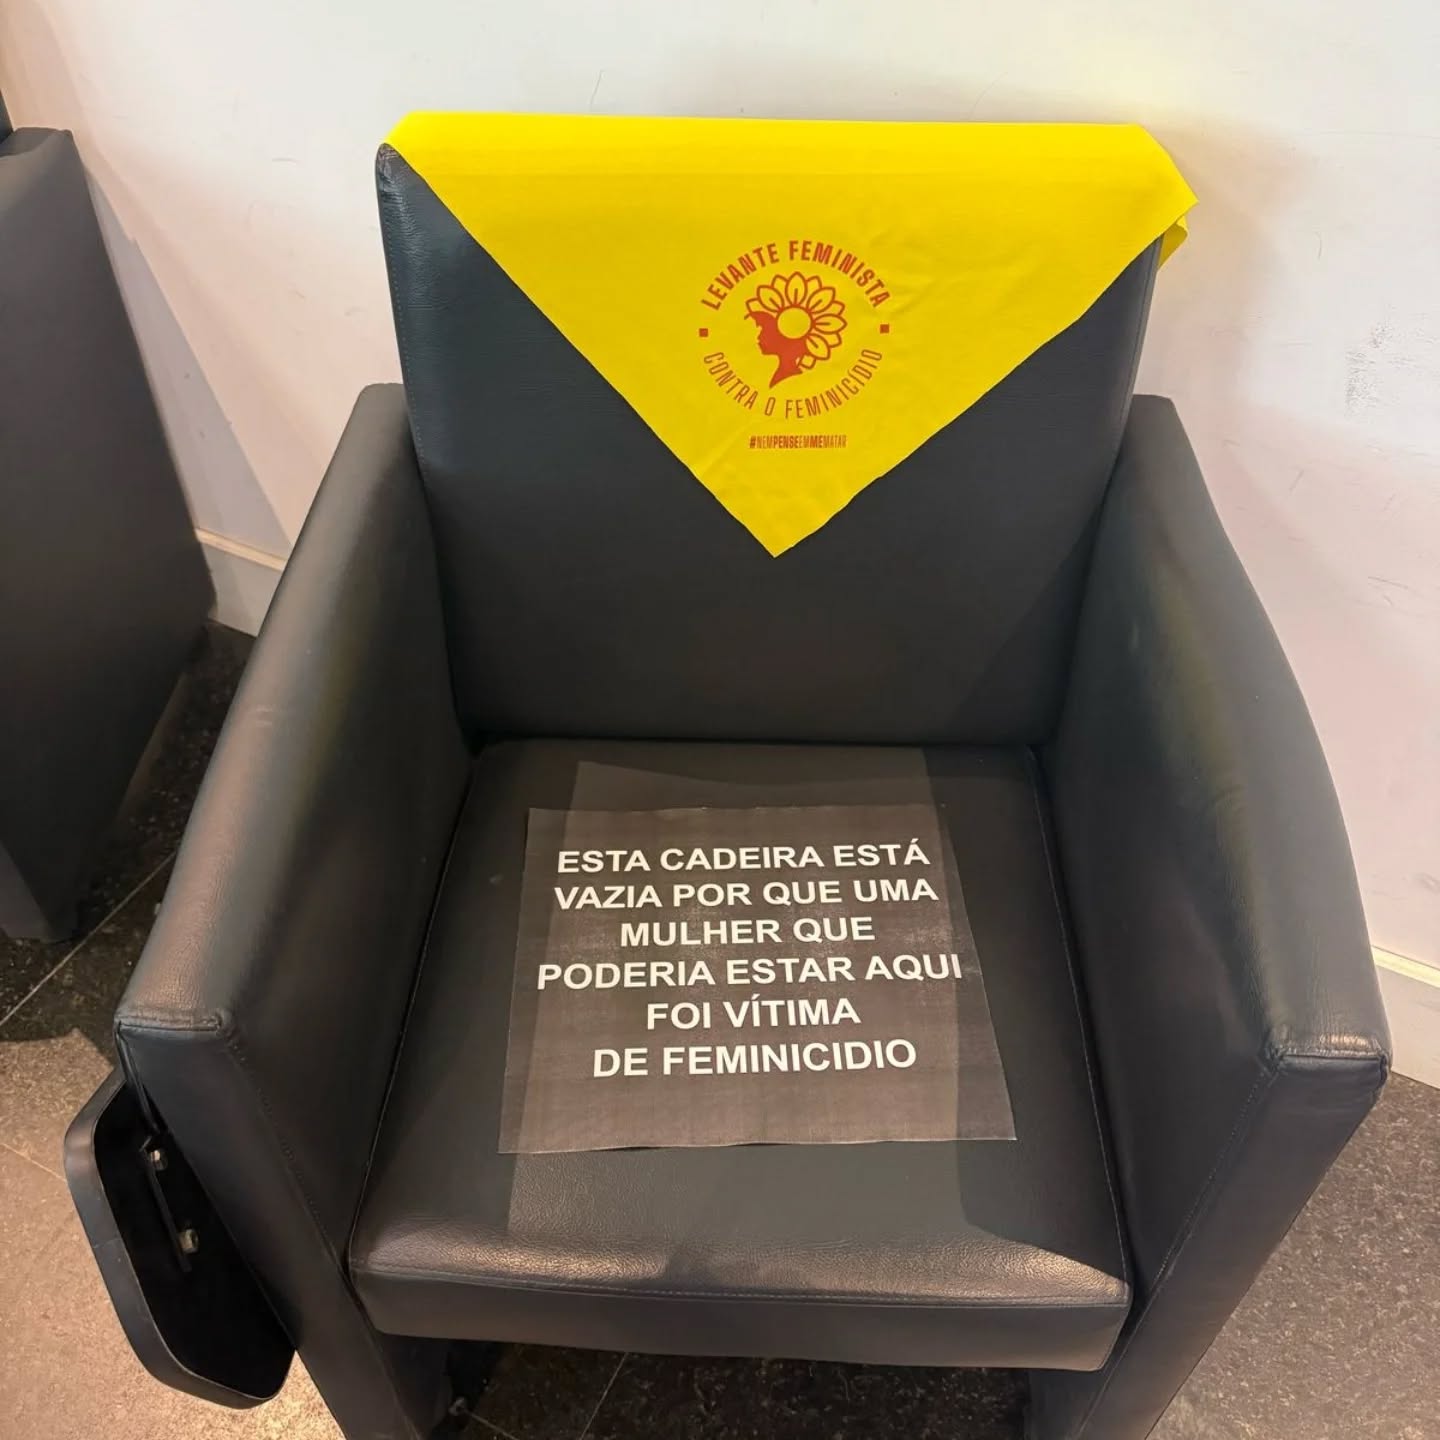 LEVANTE FEMINISTA
CONTRA O FEMINICÍDIO
#NEMPENSEEMMEMATAR
ESTA CADEIRA ESTÁ
VAZIA POR QUE UMA
MULHER QUE
PODERIA ESTAR AQUI
FOI VÍTIMA
DE FEMINICIDIO